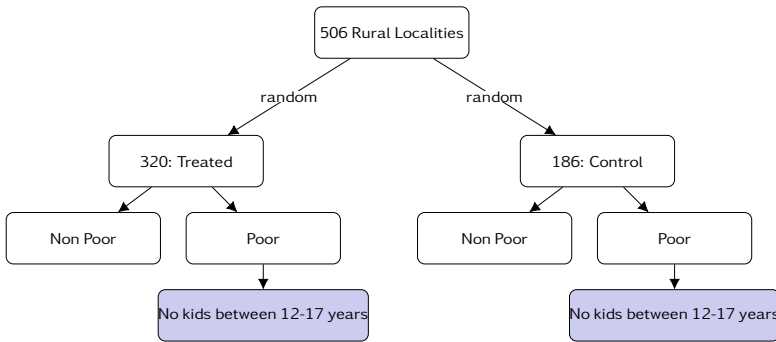 506 Rural Localities
random
random
320: Treated
186: Control
Non Poor
Poor
Non Poor
Poor
No kids between 12-17 years
No kids between 12-17 years